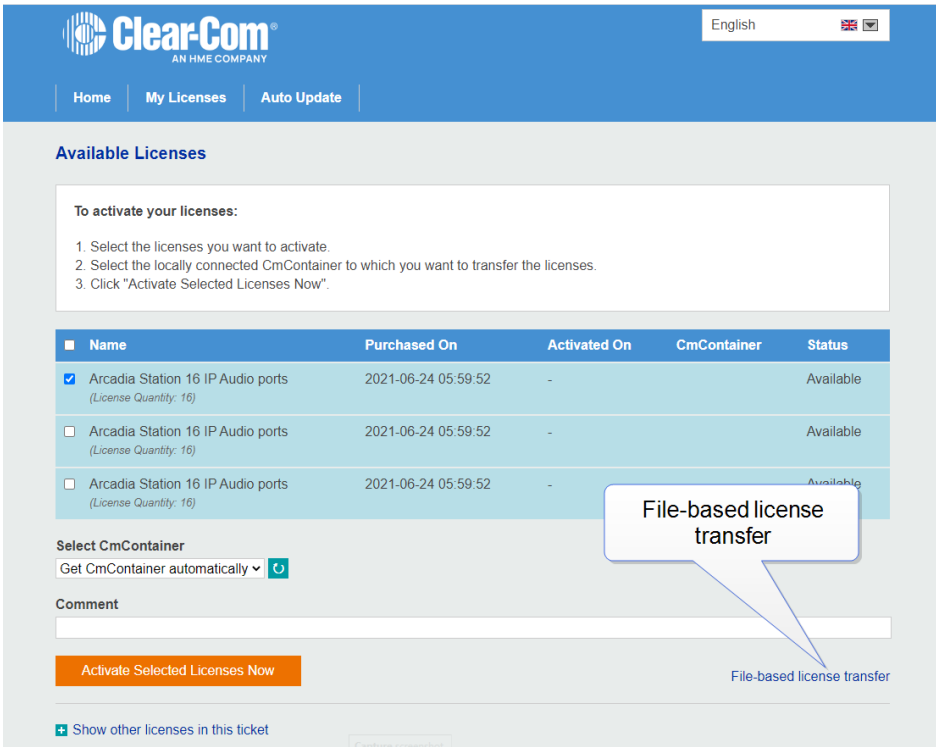 Clear-Com®
AN HME COMPANY
English
Home
My Licenses
Auto Update
Available Licenses
To activate your licenses:
1. Select the licenses you want to activate.
2. Select the locally connected CmContainer to which you want to transfer the licenses.
3. Click "Activate Selected Licenses Now".
Name Purchased On Activated On CmContainer Status
Arcadia Station 16 IP Audio ports 2021-06-24 05:59:52 - Available
(License Quantity: 16)
Arcadia Station 16 IP Audio ports 2021-06-24 05:59:52 - Available
(License Quantity: 16)
Arcadia Station 16 IP Audio ports 2021-06-24 05:59:52 - Available
(License Quantity: 16)
File-based license
transfer
Select CmContainer
Get CmContainer automatically
Comment
Activate Selected Licenses Now
File-based license transfer
Show other licenses in this ticket